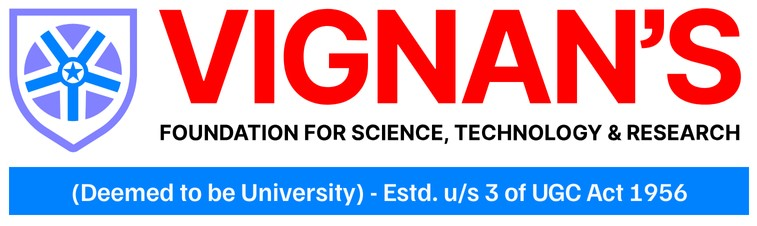 VIGNAN’S
FOUNDATION FOR SCIENCE, TECHNOLOGY & RESEARCH
(Deemed to be University) - Estd. u/s 3 of UGC Act 1956